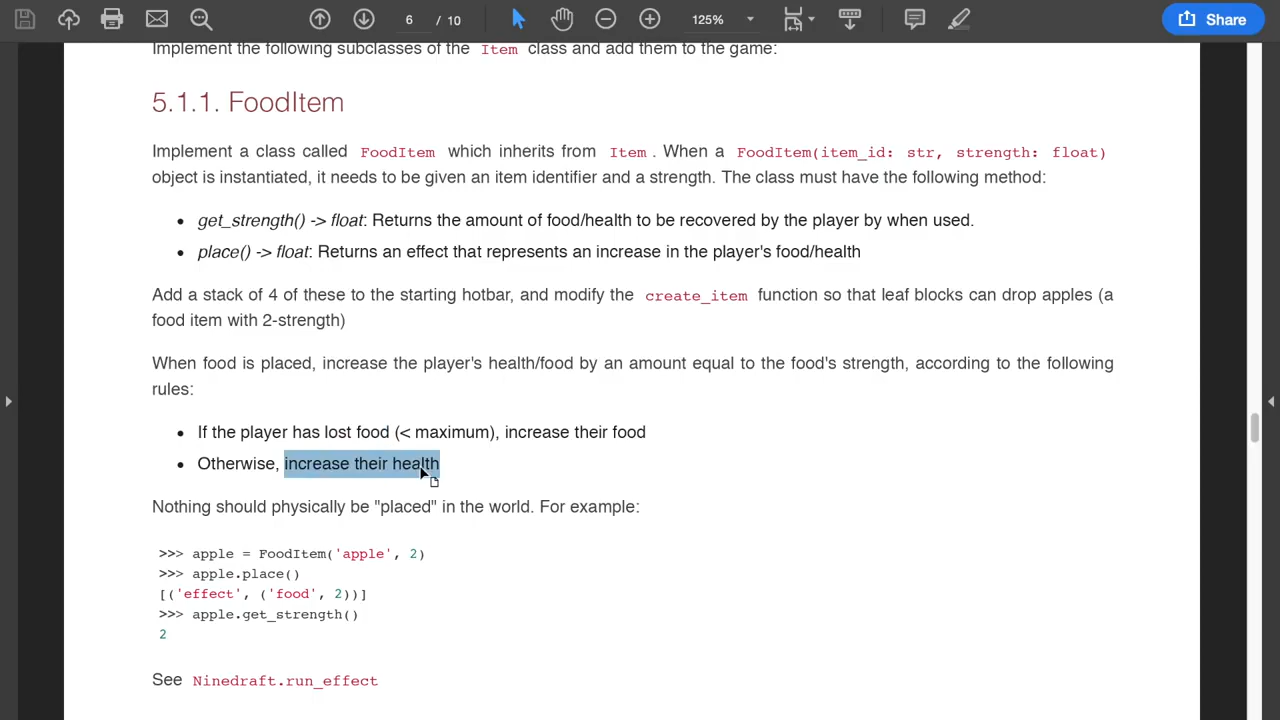 6 / 10
125%
Share
Implement the following subclasses of the Item class and add them to the game:
5.1.1. FoodItem
Implement a class called FoodItem which inherits from Item. When a FoodItem(item_id: str, strength: float)
object is instantiated, it needs to be given an item identifier and a strength. The class must have the following method:
• get_strength() -> float: Returns the amount of food/health to be recovered by the player by when used.
• place() -> float: Returns an effect that represents an increase in the player's food/health
Add a stack of 4 of these to the starting hotbar, and modify the create_item function so that leaf blocks can drop apples (a
food item with 2-strength)
When food is placed, increase the player's health/food by an amount equal to the food's strength, according to the following
rules:
• If the player has lost food (< maximum), increase their food
• Otherwise, increase their health
Nothing should physically be "placed" in the world. For example:
>>> apple = FoodItem('apple', 2)
>>> apple.place()
[('effect', ('food', 2))]
>>> apple.get_strength()
2
See Ninedraft.run_effect